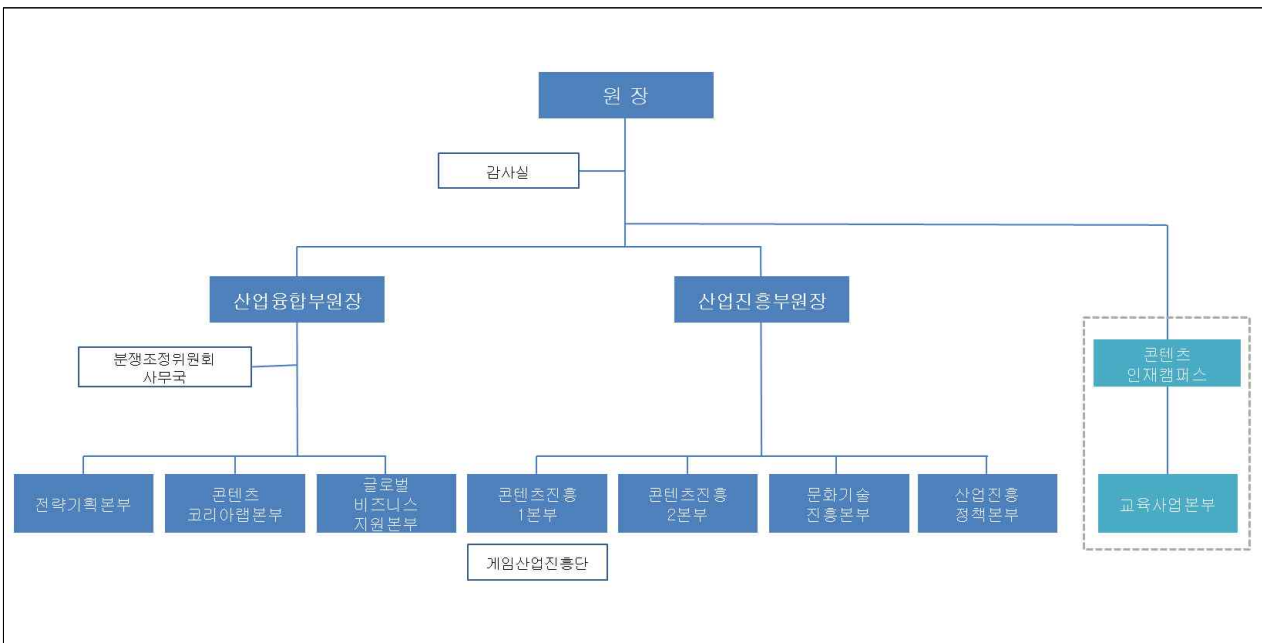 원 장
감사실
산업융합부원장
산업진흥부원장
분쟁조정위원회
사무국
콘텐츠
인재캠퍼스
전략기획본부
콘텐츠
코리아랩본부
글로벌
비즈니스
지원본부
콘텐츠진흥
1본부
콘텐츠진흥
2본부
문화기술
진흥본부
산업진흥
정책본부
교육사업본부
게임산업진흥단